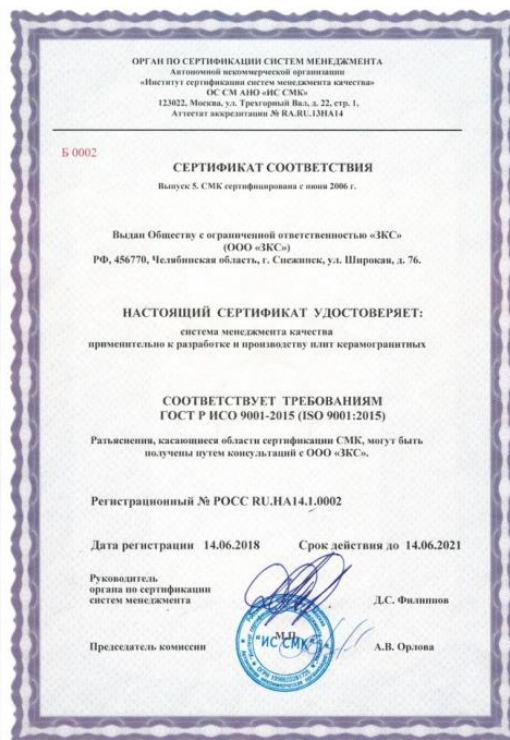 ОРГАН ПО СЕРТИФИКАЦИИ СИСТЕМ МЕНЕДЖМЕНТА
Автономной некоммерческой организации
«Институт сертификации систем менеджмента качества»
ОС СМ АНО «ИС СМК»
123022, Москва, ул. Трехгорный Вал, д. 22, стр. 1,
Аттестат аккредитации № RA.RU.13НА14
Б 0002
СЕРТИФИКАТ СООТВЕТСТВИЯ
Выпуск 5. СМК сертифицирована с июня 2006 г.
Выдан Обществу с ограниченной ответственностью «ЗКС»
(ООО «ЗКС»)
РФ, 456770, Челябинская область, г. Снежинск, ул. Широкая, д. 76.
НАСТОЯЩИЙ СЕРТИФИКАТ УДОСТОВЕРЯЕТ:
система менеджмента качества
применительно к разработке и производству плит керамогранитных
СООТВЕТСТВУЕТ ТРЕБОВАНИЯМ
ГОСТ Р ИСО 9001-2015 (ISO 9001:2015)
Разъяснения, касающиеся области сертификации СМК, могут быть
получены путем консультаций с ООО «ЗКС».
Регистрационный № РОСС RU.НА14.1.0002
Дата регистрации 14.06.2018 Срок действия до 14.06.2021
Руководитель
органа по сертификации
систем менеджмента Д.С. Филиппов
М.П.
"ИС СМК"
Председатель комиссии А.В. Орлова